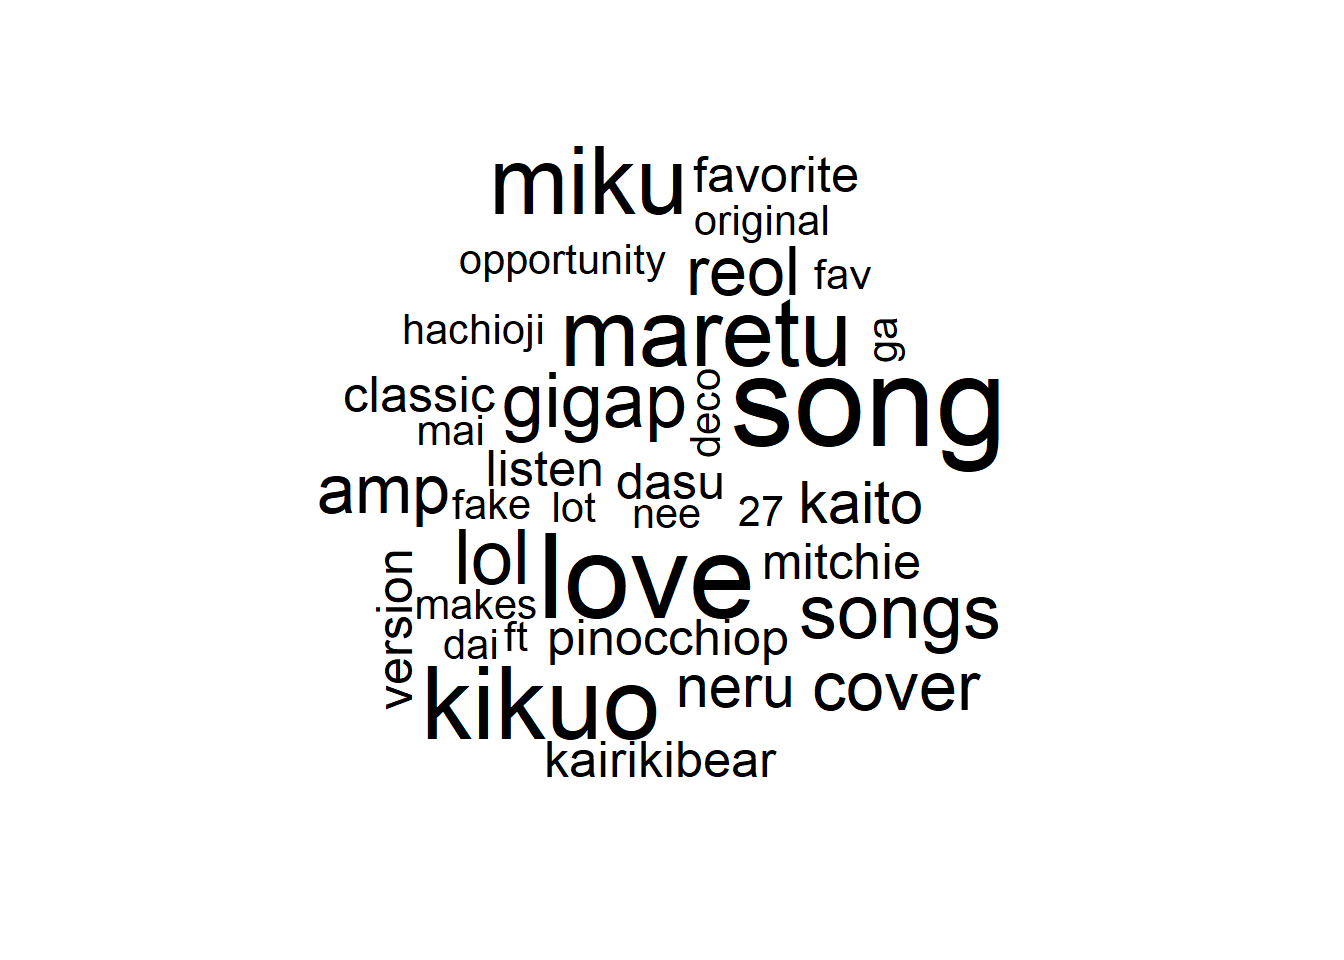 miku favorite
original
opportunity reol fav
hachioji maretu ga
classic gigap deco song
mai
listen dasu
amp fake lot nee 27 kaito
lol love mitchie
version makes songs
dai ft pinocchiop
kikuo neru cover
kairikibear